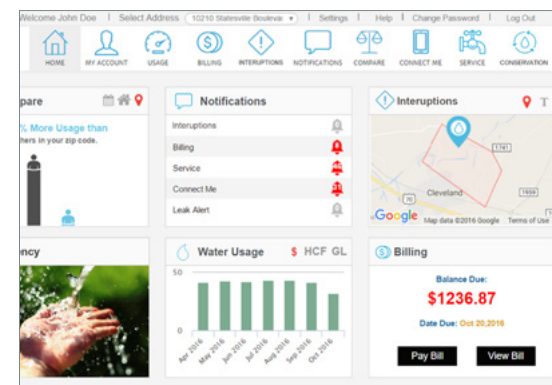 Welcome John Doe | Select Address 10210 Statesville Boulevar | Settings | Help | Change Password | Log Out
HOME MY ACCOUNT USAGE BILLING INTERUPTIONS NOTIFICATIONS COMPARE CONNECT ME SERVICE CONSERVATION
pare
% More Usage than
hers in your zip code.
Notifications
Interuptions
Billing
Service
Connect Me
Leak Alert
Interuptions
T
1741
Cleveland
70
1959
Google Map data ©2016 Google Terms of Use
ency
Water Usage $ HCF GL
50
0
Apr 2016 May 2016 Jun 2016 Jul 2016 Aug 2016 Sep 2016 Oct 2016
Billing
Balance Due:
$1236.87
Date Due: Oct 20,2016
Pay Bill View Bill